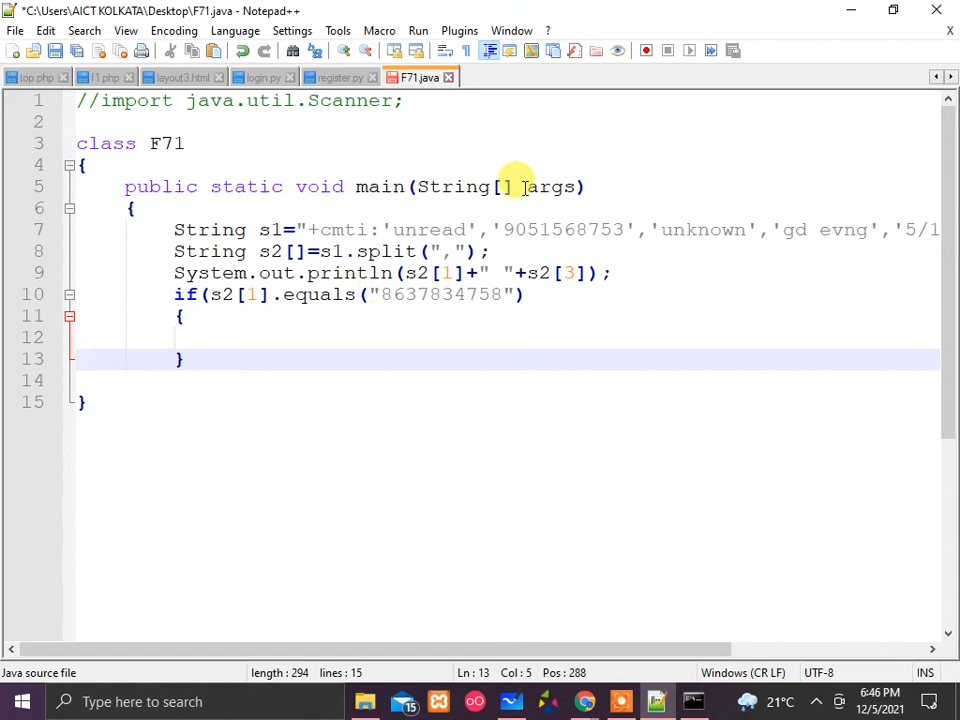 *C:\Users\AICT KOLKATA\Desktop\F71.java - Notepad++
File Edit Search View Encoding Language Settings Tools Macro Run Plugins Window ? X
top.php f1.php layout3.html login.py register.py F71.java
1 //import java.util.Scanner;
2
3 class F71
4 {
5 public static void main(String[] args)
6 {
7 String s1="+cmti:'unread','9051568753','unknown','gd evng','5/1
8 String s2[]=s1.split(",");
9 System.out.println(s2[1]+" "+s2[3]);
10 if(s2[1].equals("8637834758")
11 {
12
13 }
14
15 }
Java source file length : 294 lines : 15 Ln : 13 Col : 5 Pos : 288 Windows (CR LF) UTF-8 INS
Type here to search 15 21°C 6:46 PM
12/5/2021